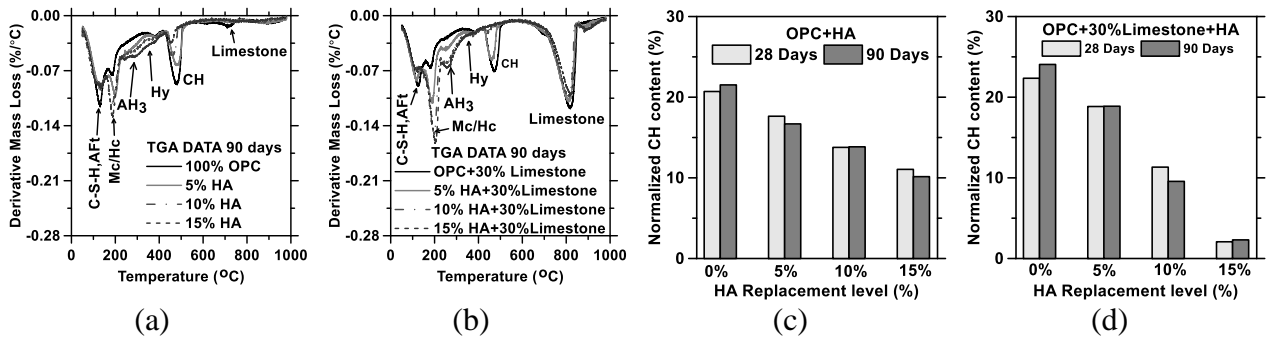 0.00
-0.07
-0.14
-0.21
-0.28
Derivative Mass Loss (%/°C)
Limestone
CH
Hy
AH3
C-S-H,AFt
Mc/Hc
TGA DATA 90 days
100% OPC
5% HA
10% HA
15% HA
0 200 400 600 800 1000
Temperature (°C)
(a)
0.00
-0.07
-0.14
-0.21
-0.28
Derivative Mass Loss (%/°C)
CH
Hy
AH3
Limestone
Mc/Hc
C-S-H,AFt
TGA DATA 90 days
OPC+30% Limestone
5% HA+30%Limestone
10% HA+30%Limestone
15% HA+30%Limestone
0 200 400 600 800 1000
Temperature (°C)
(b)
30
20
10
0
Normalized CH content (%)
OPC+HA
28 Days 90 Days
0% 5% 10% 15%
HA Replacement level (%)
(c)
30
20
10
0
Normalized CH content (%)
OPC+30%Limestone+HA
28 Days 90 Days
0% 5% 10% 15%
HA Replacement level (%)
(d)